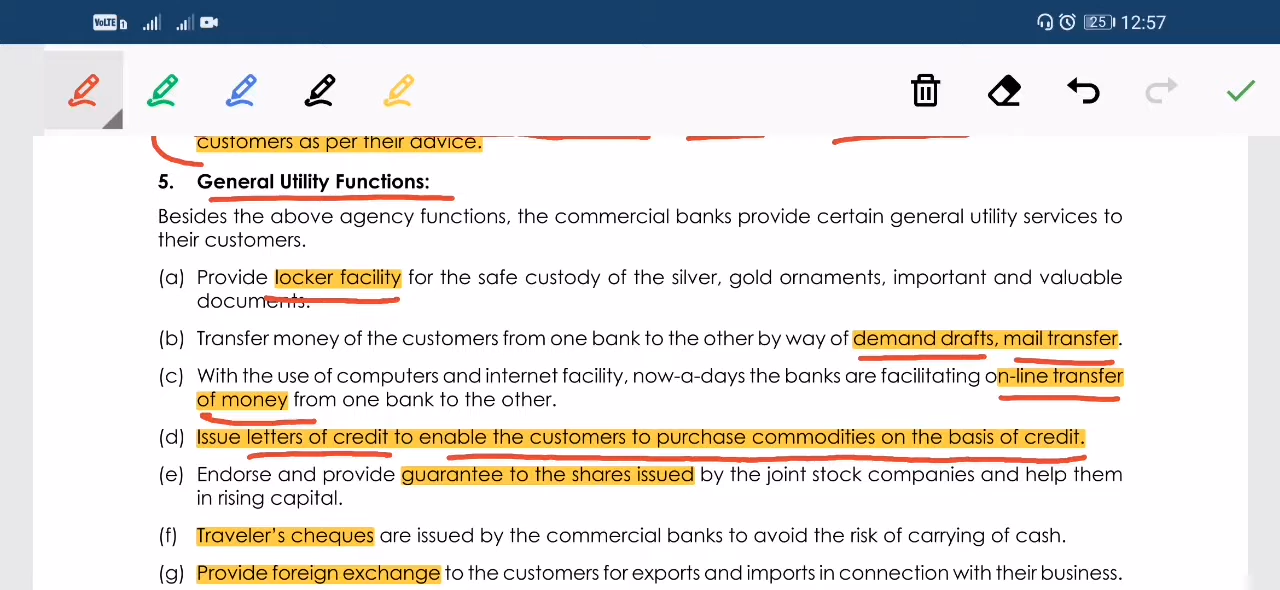 VoLTE 1 25 12:57
customers as per their advice.
5. General Utility Functions:
Besides the above agency functions, the commercial banks provide certain general utility services to
their customers.
(a) Provide locker facility for the safe custody of the silver, gold ornaments, important and valuable
documents.
(b) Transfer money of the customers from one bank to the other by way of demand drafts, mail transfer.
(c) With the use of computers and internet facility, now-a-days the banks are facilitating on-line transfer
of money from one bank to the other.
(d) Issue letters of credit to enable the customers to purchase commodities on the basis of credit.
(e) Endorse and provide guarantee to the shares issued by the joint stock companies and help them
in rising capital.
(f) Traveler's cheques are issued by the commercial banks to avoid the risk of carrying of cash.
(g) Provide foreign exchange to the customers for exports and imports in connection with their business.